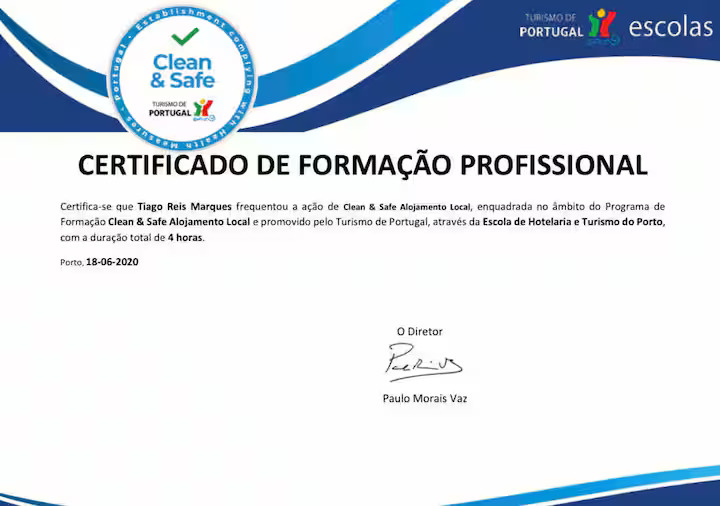 Portugal · Establishment complying with Health Measures ·
Clean
& Safe
TURISMO DE
PORTUGAL
TURISMO DE
PORTUGAL
escolas
CERTIFICADO DE FORMAÇÃO PROFISSIONAL
Certifica-se que Tiago Reis Marques frequentou a ação de Clean & Safe Alojamento Local, enquadrada no âmbito do Programa de
Formação Clean & Safe Alojamento Local e promovido pelo Turismo de Portugal, através da Escola de Hotelaria e Turismo do Porto,
com a duração total de 4 horas.
Porto, 18-06-2020
O Diretor
Paulo Morais Vaz